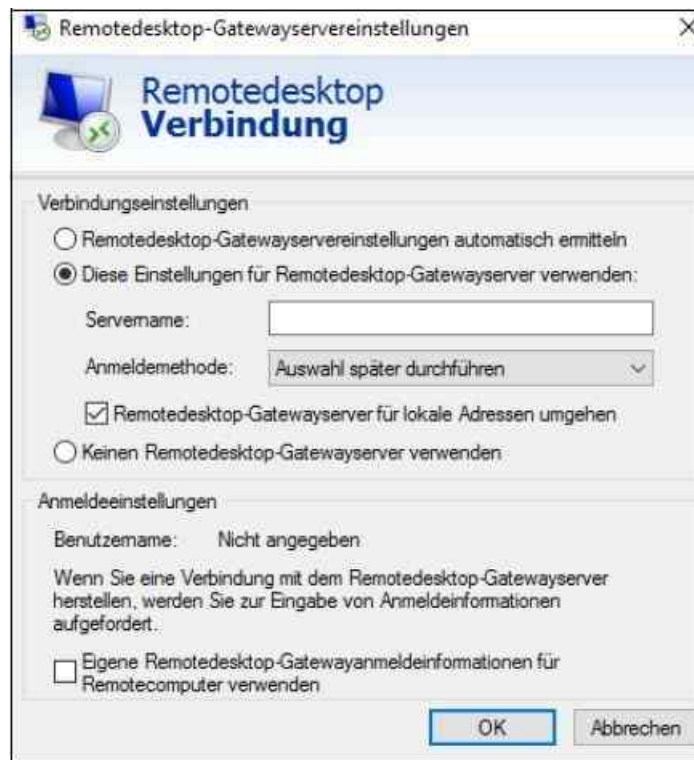 Remotedesktop-Gatewayservereinstellungen
Remotedesktop
Verbindung
Verbindungseinstellungen
Remotedesktop-Gatewayservereinstellungen automatisch ermitteln
Diese Einstellungen für Remotedesktop-Gatewayserver verwenden:
Servername:
Anmeldemethode: Auswahl später durchführen
Remotedesktop-Gatewayserver für lokale Adressen umgehen
Keinen Remotedesktop-Gatewayserver verwenden
Anmeldeeinstellungen
Benutzername: Nicht angegeben
Wenn Sie eine Verbindung mit dem Remotedesktop-Gatewayserver
herstellen, werden Sie zur Eingabe von Anmeldeinformationen
aufgefordert.
Eigene Remotedesktop-Gatewayanmeldeinformationen für
Remotecomputer verwenden
OK Abbrechen